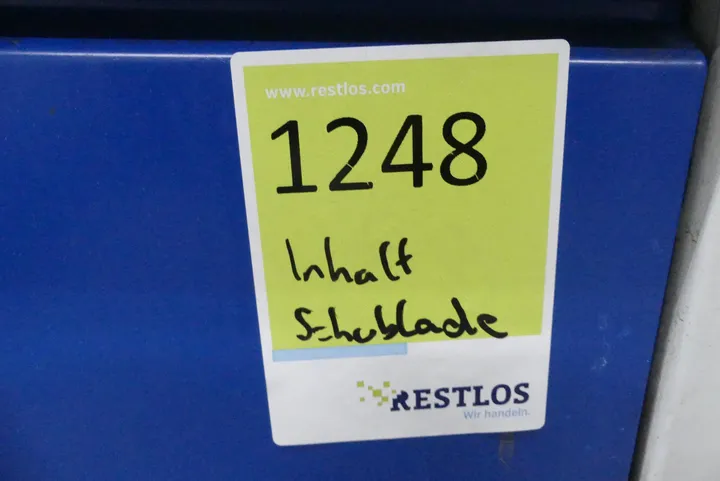 www.restlos.com
1248
Inhalt
Schublade
RESTLOS
Wir handeln.